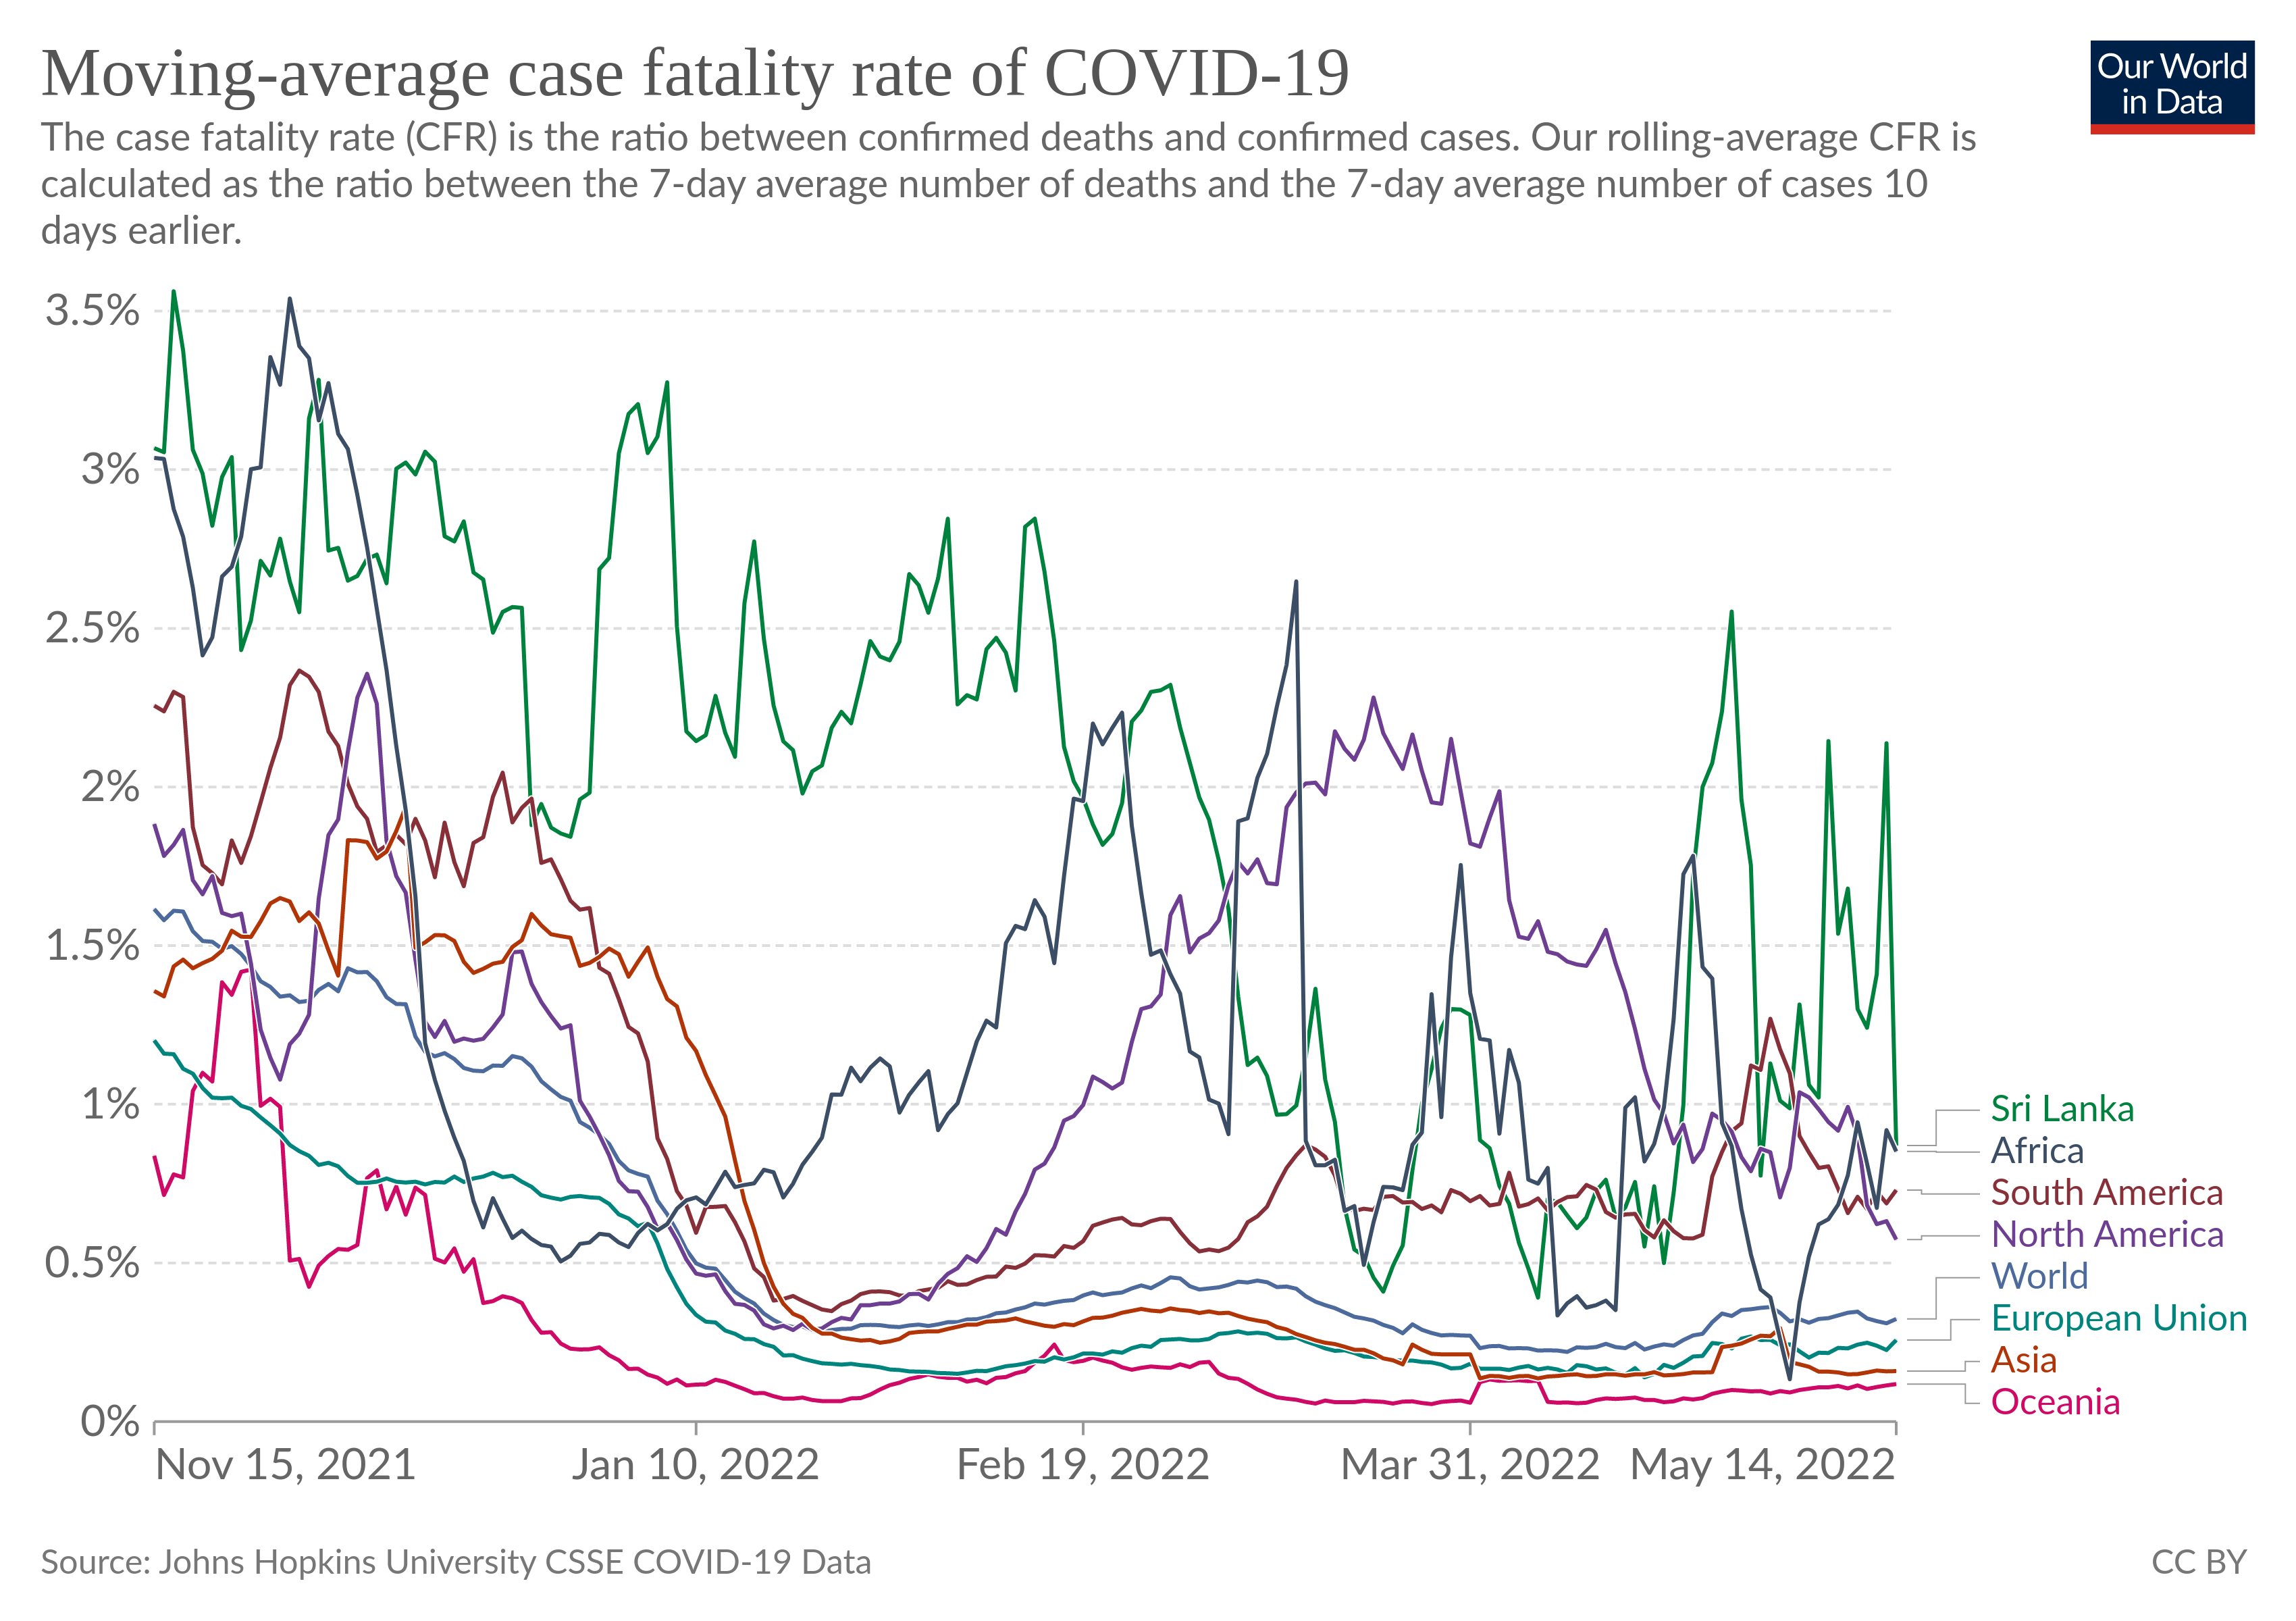 Moving-average case fatality rate of COVID-19
Our World
in Data
The case fatality rate (CFR) is the ratio between confirmed deaths and confirmed cases. Our rolling-average CFR is
calculated as the ratio between the 7-day average number of deaths and the 7-day average number of cases 10
days earlier.
3.5%
3%
2.5%
2%
1.5%
1%
0.5%
0%
Sri Lanka
Africa
South America
North America
World
European Union
Asia
Oceania
Nov 15, 2021
Jan 10, 2022
Feb 19, 2022
Mar 31, 2022
May 14, 2022
Source: Johns Hopkins University CSSE COVID-19 Data
CC BY